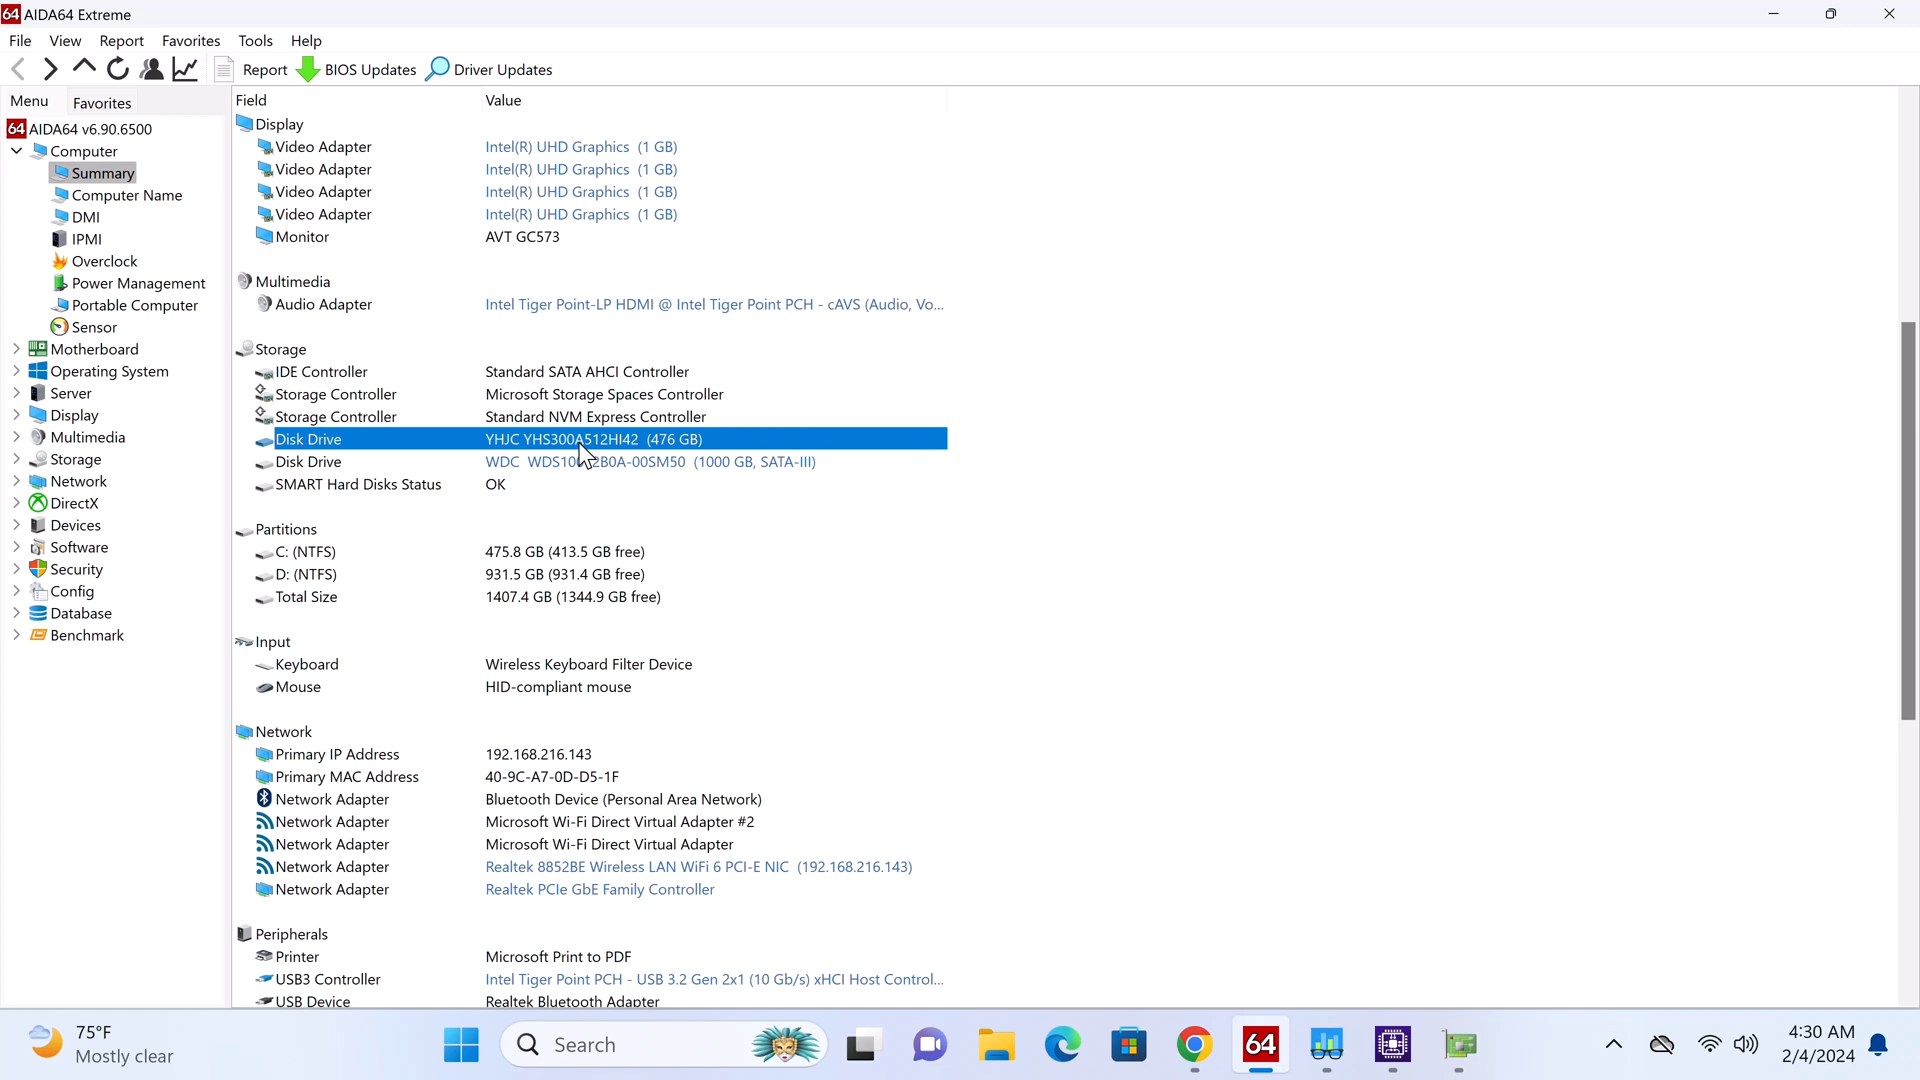 64 AIDA64 Extreme
File View Report Favorites Tools Help
Report BIOS Updates Driver Updates
Menu Favorites
64 AIDA64 v6.90.6500
Computer
Summary
Computer Name
DMI
IPMI
Overclock
Power Management
Portable Computer
Sensor
Motherboard
Operating System
Server
Display
Multimedia
Storage
Network
DirectX
Devices
Software
Security
Config
Database
Benchmark
Field Value
Display
Video Adapter Intel(R) UHD Graphics (1 GB)
Video Adapter Intel(R) UHD Graphics (1 GB)
Video Adapter Intel(R) UHD Graphics (1 GB)
Video Adapter Intel(R) UHD Graphics (1 GB)
Monitor AVT GC573
Multimedia
Audio Adapter Intel Tiger Point-LP HDMI @ Intel Tiger Point PCH - cAVS (Audio, Vo...
Storage
IDE Controller Standard SATA AHCI Controller
Storage Controller Microsoft Storage Spaces Controller
Storage Controller Standard NVM Express Controller
Disk Drive YHJC YHS300A512HI42 (476 GB)
Disk Drive WDC (1000 GB, SATA-III)
SMART Hard Disks Status OK
Partitions
C: (NTFS) 475.8 GB (413.5 GB free)
D: (NTFS) 931.5 GB (931.4 GB free)
Total Size 1407.4 GB (1344.9 GB free)
Input
Keyboard Wireless Keyboard Filter Device
Mouse HID-compliant mouse
Network
Primary IP Address 192.168.216.143
Primary MAC Address 40-9C-A7-0D-D5-1F
Network Adapter Bluetooth Device (Personal Area Network)
Network Adapter Microsoft Wi-Fi Direct Virtual Adapter #2
Network Adapter Microsoft Wi-Fi Direct Virtual Adapter
Network Adapter Realtek 8852BE Wireless LAN WiFi 6 PCI-E NIC (192.168.216.143)
Network Adapter Realtek PCIe GbE Family Controller
Peripherals
Printer Microsoft Print to PDF
USB3 Controller Intel Tiger Point PCH - USB 3.2 Gen 2x1 (10 Gb/s) xHCI Host Control...
USB Device Realtek Bluetooth Adapter
75°F
Mostly clear
Search
64
4:30 AM
2/4/2024